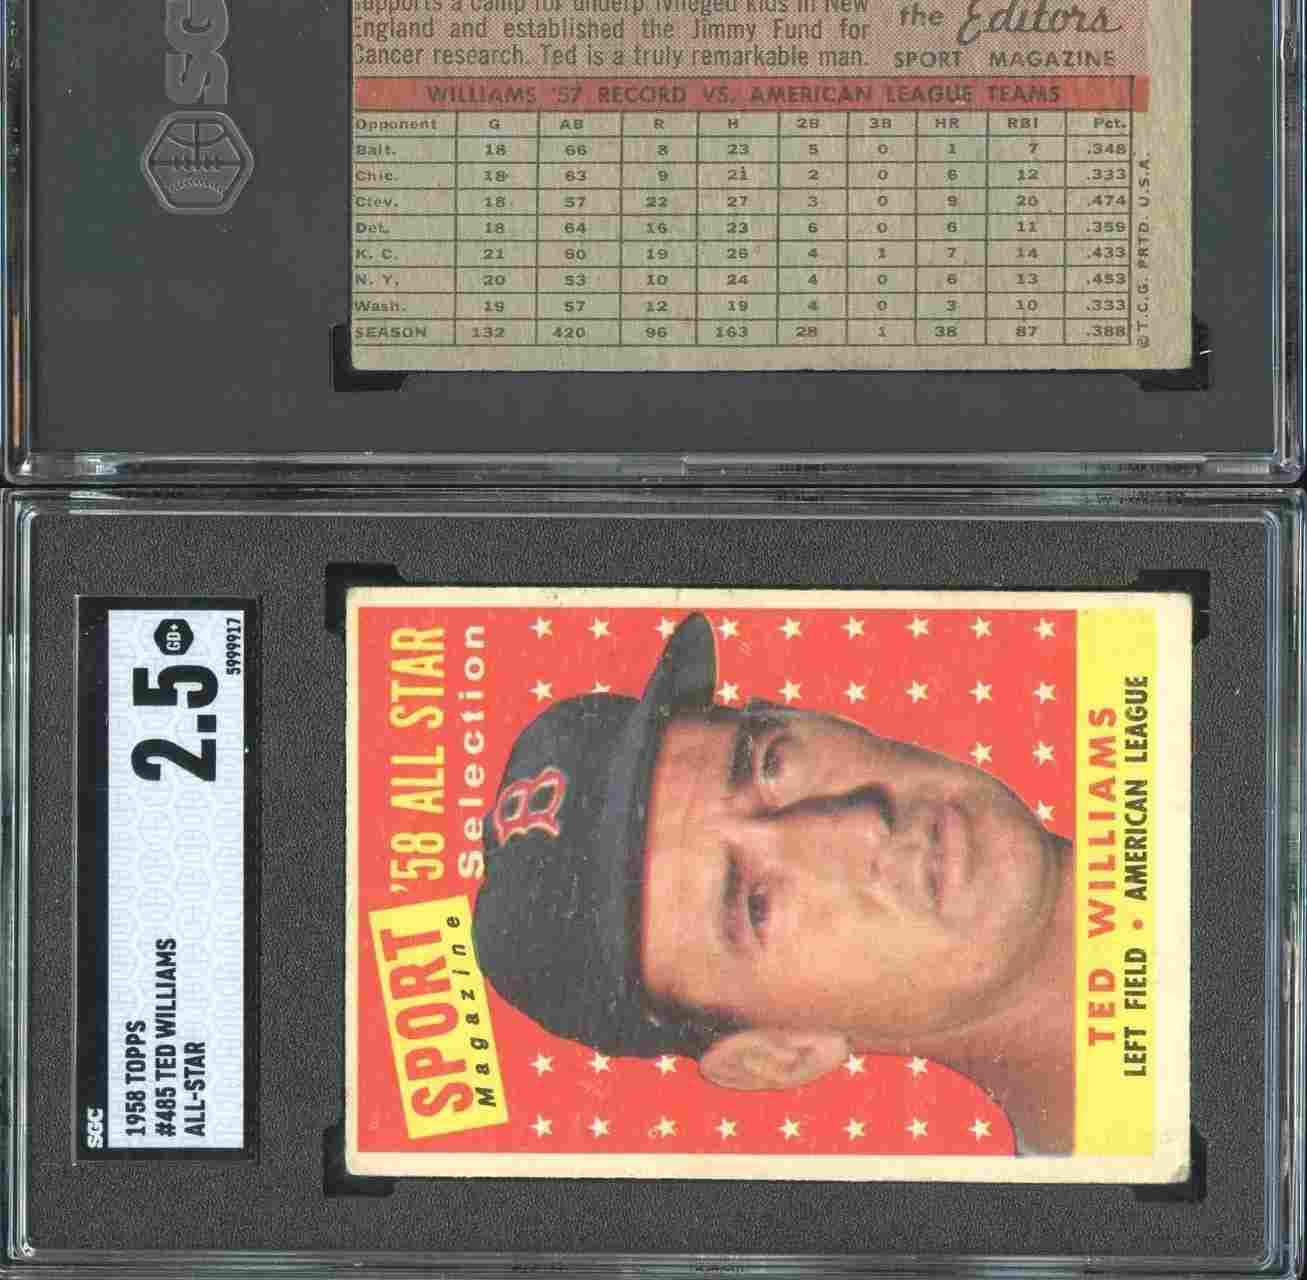 SGC
supports a camp for underprivileged kids in New
England and established the Jimmy Fund for
Cancer research. Ted is a truly remarkable man.
the Editors
SPORT MAGAZINE
WILLIAMS '57 RECORD VS. AMERICAN LEAGUE TEAMS
Opponent G AB R H 2B 3B HR RBI Pct.
Balt. 18 66 8 23 5 0 1 7 .348
Chic. 18 63 9 21 2 0 6 12 .333
Clev. 18 57 22 27 3 0 9 20 .474
Det. 18 64 16 23 6 0 6 11 .359
K. C. 21 60 19 26 4 1 7 14 .433
N. Y. 20 53 10 24 4 0 6 13 .453
Wash. 19 57 12 19 4 0 3 10 .333
SEASON 132 420 96 163 28 1 38 87 .388
© T.C.G. PRTD. U.S.A.
SGC
1958 TOPPS
#485 TED WILLIAMS
ALL-STAR
2.5
GD+
5999917
SPORT
Magazine
'58 ALL STAR
Selection
B
TED WILLIAMS
LEFT FIELD • AMERICAN LEAGUE